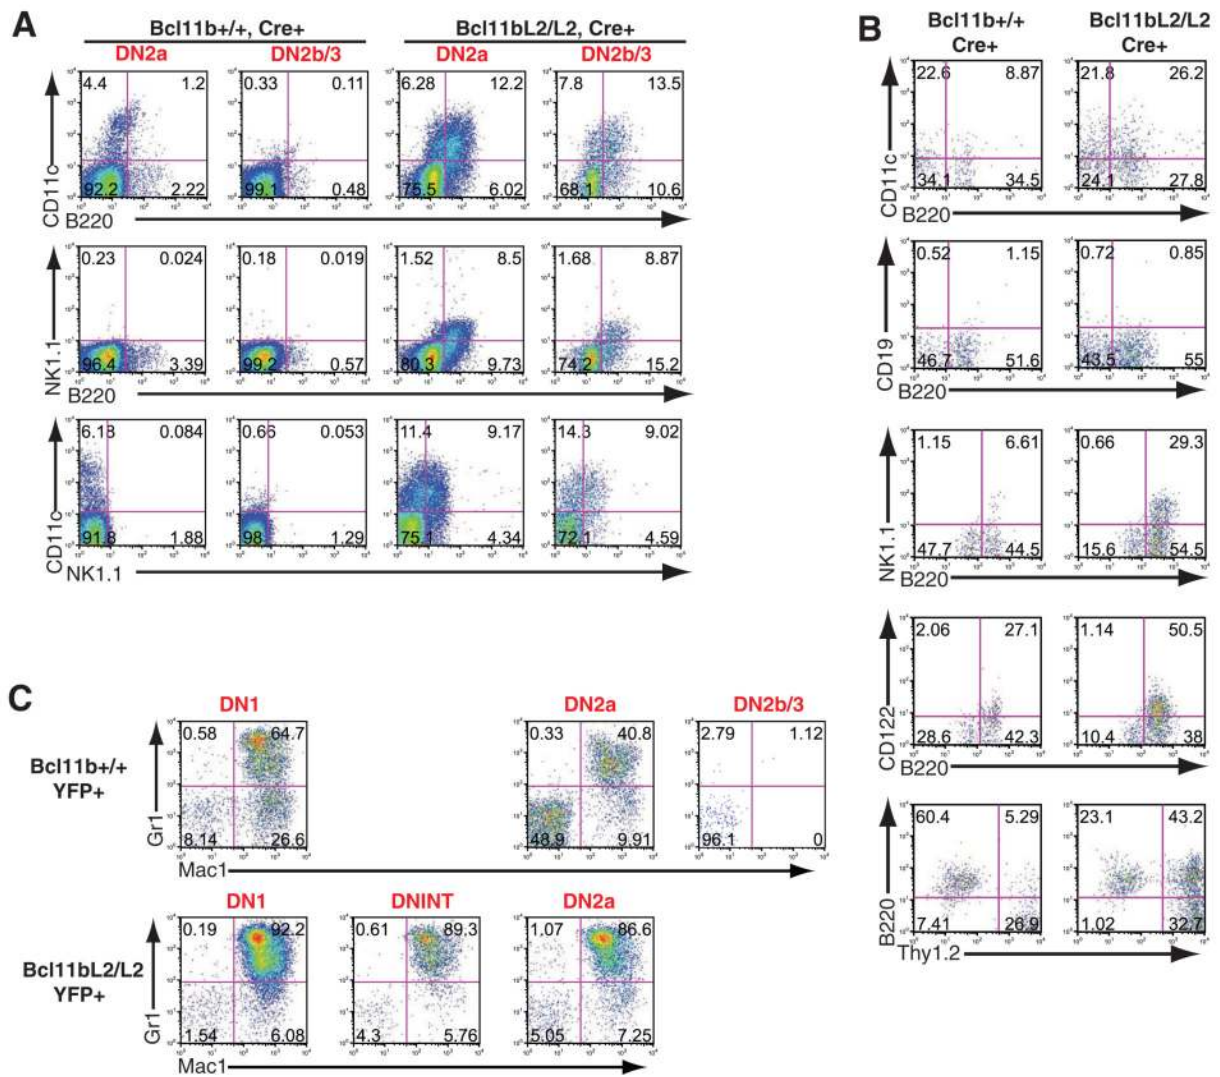 A
Bcl11b+/+, Cre+ Bcl11bL2/L2, Cre+
DN2a DN2b/3 DN2a DN2b/3
4.4 1.2 0.33 0.11 6.28 12.2 7.8 13.5
92.2 2.22 99.1 0.48 75.5 6.02 68.1 10.6
CD11c
B220
0.23 0.024 0.18 0.019 1.52 8.5 1.68 8.87
96.4 3.39 99.2 0.57 80.3 9.73 74.2 15.2
NK1.1
B220
6.18 0.084 0.66 0.053 11.4 9.17 14.3 9.02
91.8 1.88 98 1.29 75.1 4.34 72.1 4.59
CD11c
NK1.1
B
Bcl11b+/+ Bcl11bL2/L2
Cre+ Cre+
22.6 8.87 21.8 26.2
34.1 34.5 24.1 27.8
CD11c
B220
0.52 1.15 0.72 0.85
46.7 51.6 43.5 55
CD19
B220
1.15 6.61 0.66 29.3
47.7 44.5 15.6 54.5
NK1.1
B220
2.06 27.1 1.14 50.5
28.6 42.3 10.4 38
CD122
B220
60.4 5.29 23.1 43.2
7.41 26.9 1.02 32.7
B220
Thy1.2
C
DN1 DN2a DN2b/3
Bcl11b+/+
YFP+
0.58 64.7 0.33 40.8 2.79 1.12
8.14 26.6 48.9 9.91 96.1 0
Gr1
Mac1
DN1 DNINT DN2a
Bcl11bL2/L2
YFP+
0.19 92.2 0.61 89.3 1.07 86.6
1.54 6.08 4.3 5.76 5.05 7.25
Gr1
Mac1